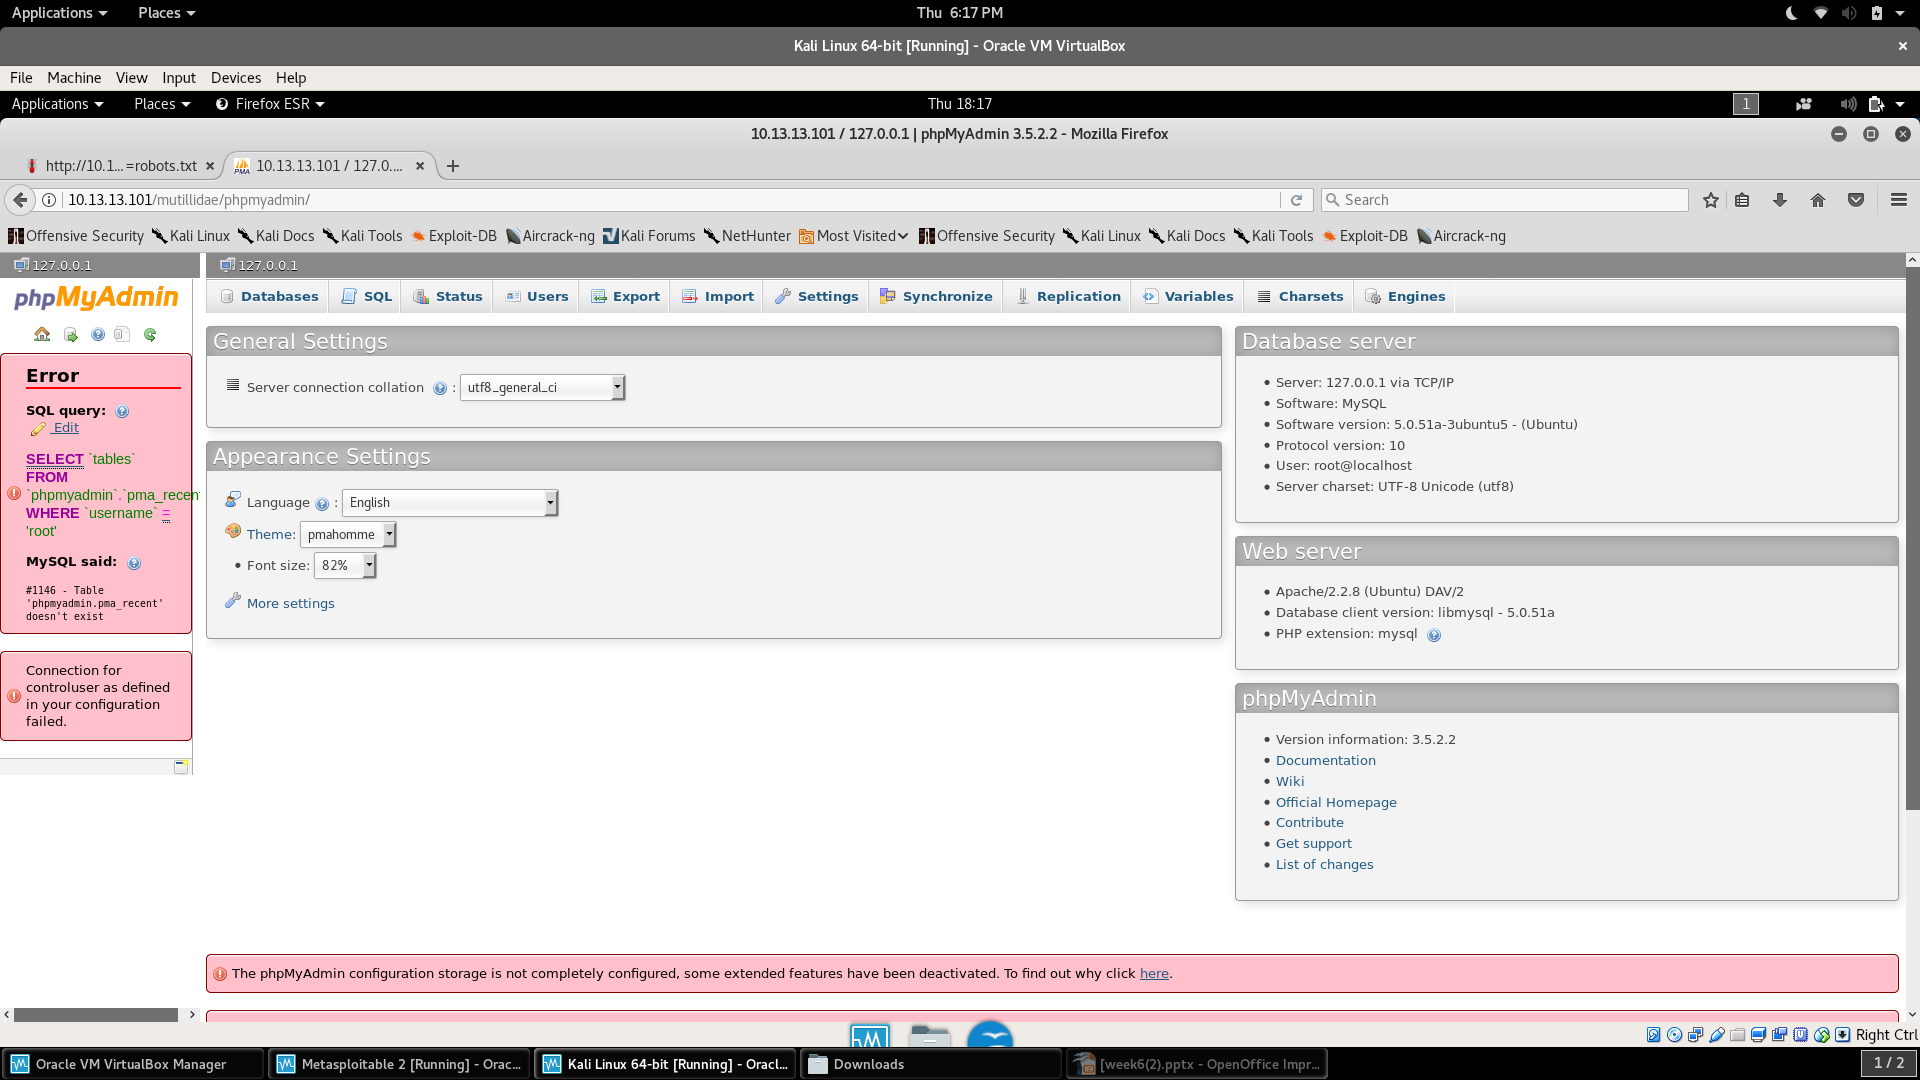 Applications Places Thu 6:17 PM
Kali Linux 64-bit [Running] - Oracle VM VirtualBox
File Machine View Input Devices Help
Applications Places Firefox ESR Thu 18:17 1
10.13.13.101 / 127.0.0.1 | phpMyAdmin 3.5.2.2 - Mozilla Firefox
http://10.1...=robots.txt 10.13.13.101 / 127.0....
10.13.13.101/mutillidae/phpmyadmin/ Search
Offensive Security Kali Linux Kali Docs Kali Tools Exploit-DB Aircrack-ng Kali Forums NetHunter Most Visited Offensive Security Kali Linux Kali Docs Kali Tools Exploit-DB Aircrack-ng
127.0.0.1
phpMyAdmin
Error
SQL query:
Edit
SELECT `tables`
FROM
`phpmyadmin`.`pma_recen
WHERE `username` =
'root'
MySQL said:
#1146 - Table
'phpmyadmin.pma_recent'
doesn't exist
Connection for
controluser as defined
in your configuration
failed.
127.0.0.1
Databases SQL Status Users Export Import Settings Synchronize Replication Variables Charsets Engines
General Settings
Server connection collation : utf8_general_ci
Appearance Settings
Language : English
Theme: pmahomme
• Font size: 82%
More settings
Database server
• Server: 127.0.0.1 via TCP/IP
• Software: MySQL
• Software version: 5.0.51a-3ubuntu5 - (Ubuntu)
• Protocol version: 10
• User: root@localhost
• Server charset: UTF-8 Unicode (utf8)
Web server
• Apache/2.2.8 (Ubuntu) DAV/2
• Database client version: libmysql - 5.0.51a
• PHP extension: mysql
phpMyAdmin
• Version information: 3.5.2.2
• Documentation
• Wiki
• Official Homepage
• Contribute
• Get support
• List of changes
The phpMyAdmin configuration storage is not completely configured, some extended features have been deactivated. To find out why click here.
Right Ctrl
Oracle VM VirtualBox Manager Metasploitable 2 [Running] - Orac... Kali Linux 64-bit [Running] - Oracl... Downloads [week6(2).pptx - OpenOffice Impr... 1 / 2